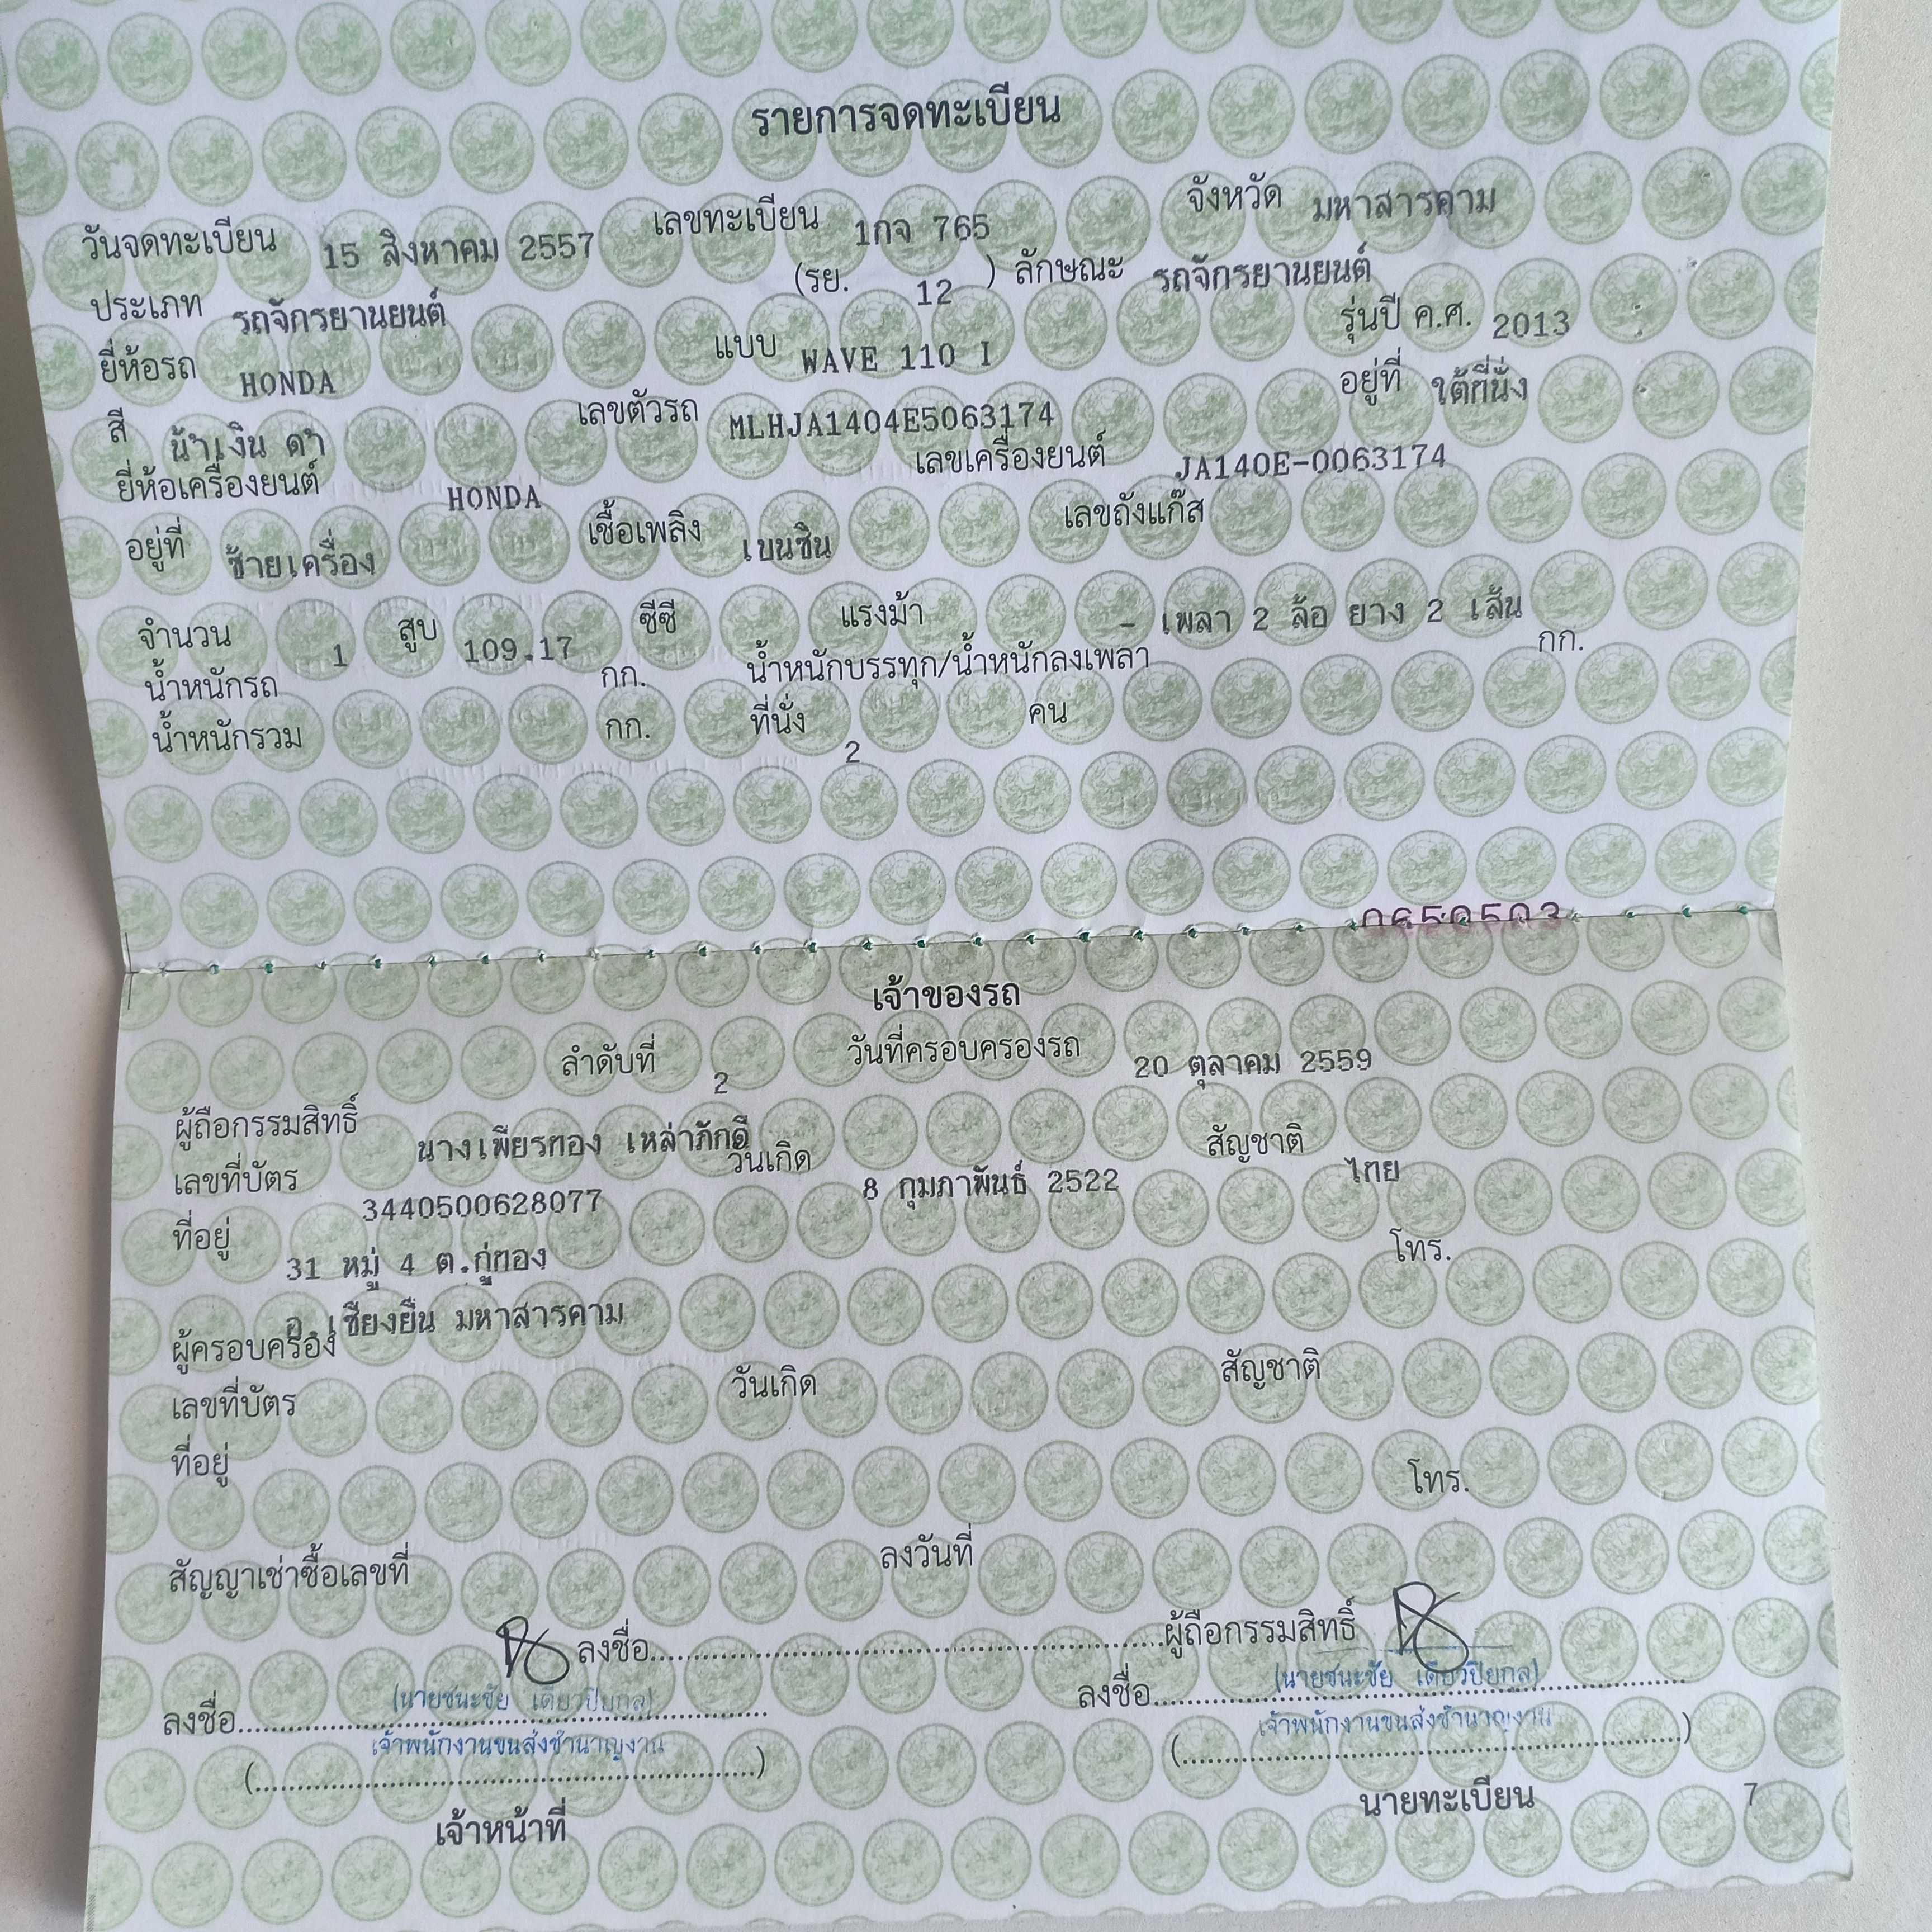 รายการจดทะเบียน
วันจดทะเบียน 15 สิงหาคม 2557 เลขทะเบียน 1กจ 765 จังหวัด มหาสารคาม
ประเภท รถจักรยานยนต์ (รย. 12 ) ลักษณะ รถจักรยานยนต์
ยี่ห้อรถ HONDA แบบ WAVE 110 I รุ่นปี ค.ศ. 2013
สี น้ำเงิน ดำ เลขตัวรถ MLHJA1404E5063174 อยู่ที่ ใต้ที่นั่ง
ยี่ห้อเครื่องยนต์ HONDA เลขเครื่องยนต์ JA140E-0063174
อยู่ที่ ซ้ายเครื่อง เชื้อเพลิง เบนซิน เลขถังแก๊ส
จำนวน 1 สูบ 109.17 ซีซี แรงม้า - เพลา 2 ล้อ ยาง 2 เส้น
น้ำหนักรถ กก. น้ำหนักบรรทุก/น้ำหนักลงเพลา กก.
น้ำหนักรวม กก. ที่นั่ง 2 คน
0650503
เจ้าของรถ
ลำดับที่ 2 วันที่ครอบครองรถ 20 ตุลาคม 2559
ผู้ถือกรรมสิทธิ์ นางเพียรทอง เหล่าภักดี
เลขที่บัตร 3440500628077 วันเกิด 8 กุมภาพันธ์ 2522 สัญชาติ ไทย
ที่อยู่ 31 หมู่ 4 ต.กู่ทอง โทร.
อ.เชียงยืน มหาสารคาม
ผู้ครอบครอง
เลขที่บัตร วันเกิด สัญชาติ
ที่อยู่ โทร.
สัญญาเช่าซื้อเลขที่ ลงวันที่
ลงชื่อ ผู้ถือกรรมสิทธิ์
ลงชื่อ (นายชนะชัย เดียวปิยกุล) ลงชื่อ (นายชนะชัย เดียวปิยกุล)
เจ้าพนักงานขนส่งชำนาญงาน เจ้าพนักงานขนส่งชำนาญงาน
(......) (......)
เจ้าหน้าที่ นายทะเบียน 7